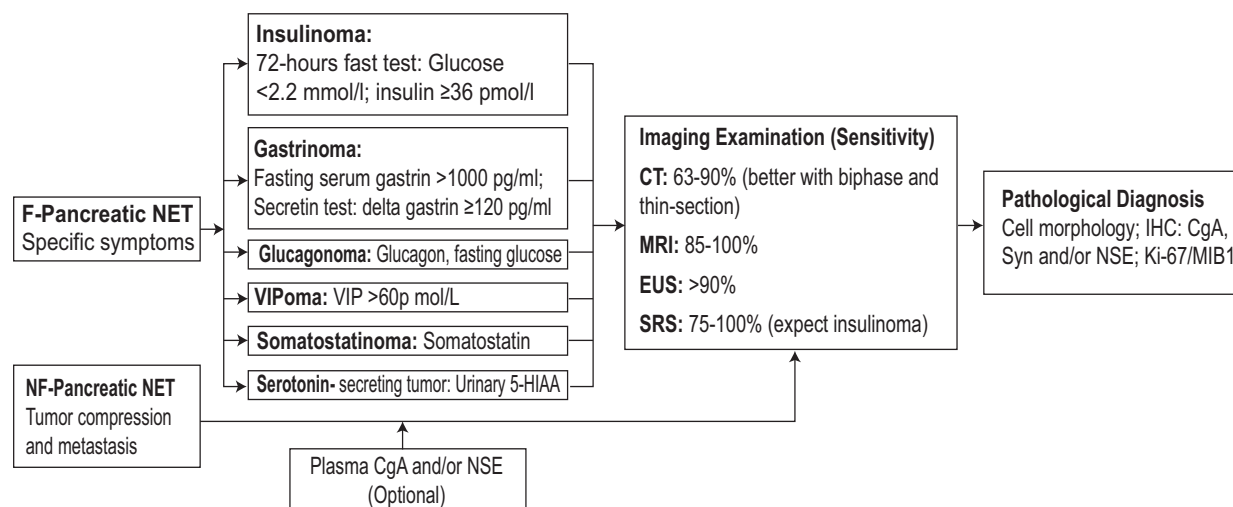 F-Pancreatic NET
Specific symptoms
NF-Pancreatic NET
Tumor compression
and metastasis
Insulinoma:
72-hours fast test: Glucose
<2.2 mmol/l; insulin ≥36 pmol/l
Gastrinoma:
Fasting serum gastrin >1000 pg/ml;
Secretin test: delta gastrin ≥120 pg/ml
Glucagonoma: Glucagon, fasting glucose
VIPoma: VIP >60p mol/L
Somatostatinoma: Somatostatin
Serotonin- secreting tumor: Urinary 5-HIAA
Plasma CgA and/or NSE
(Optional)
Imaging Examination (Sensitivity)
CT: 63-90% (better with biphase and
thin-section)
MRI: 85-100%
EUS: >90%
SRS: 75-100% (expect insulinoma)
Pathological Diagnosis
Cell morphology; IHC: CgA,
Syn and/or NSE; Ki-67/MIB1